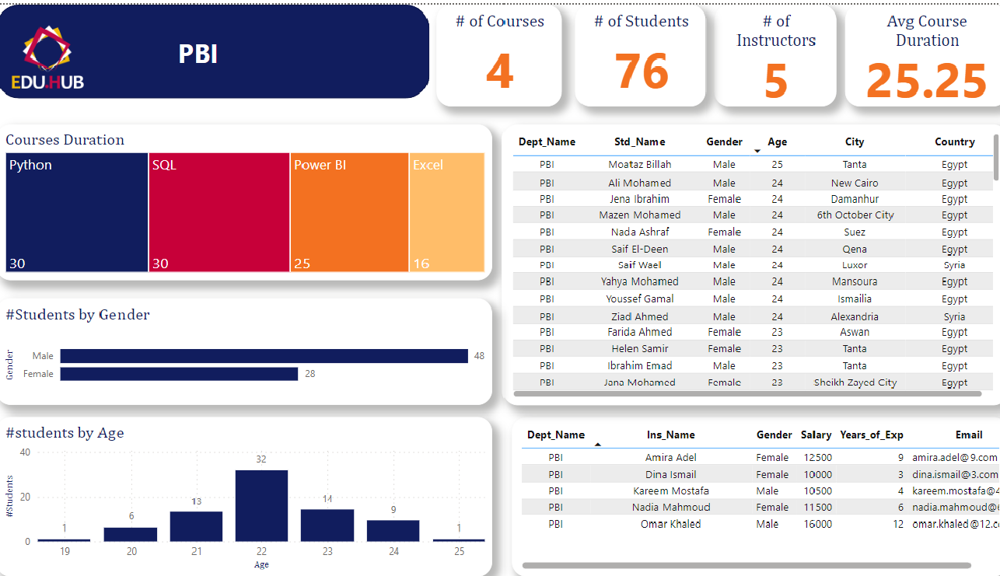 EDU.HUB
PBI
# of Courses
4
# of Students
76
# of
Instructors
5
Avg Course
Duration
25.25
Courses Duration
Python
30
SQL
30
Power BI
25
Excel
16
#Students by Gender
Gender
Male 48
Female 28
#students by Age
#Students
40
20
0
1 6 13 32 14 9 1
19 20 21 22 23 24 25
Age
Dept_Name Std_Name Gender Age City Country
PBI Moataz Billah Male 25 Tanta Egypt
PBI Ali Mohamed Male 24 New Cairo Egypt
PBI Jena Ibrahim Female 24 Damanhur Egypt
PBI Mazen Mohamed Male 24 6th October City Egypt
PBI Nada Ashraf Female 24 Suez Egypt
PBI Saif El-Deen Male 24 Qena Egypt
PBI Saif Wael Male 24 Luxor Syria
PBI Yahya Mohamed Male 24 Mansoura Egypt
PBI Youssef Gamal Male 24 Ismailia Egypt
PBI Ziad Ahmed Male 24 Alexandria Syria
PBI Farida Ahmed Female 23 Aswan Egypt
PBI Helen Samir Female 23 Tanta Egypt
PBI Ibrahim Emad Male 23 Tanta Egypt
PBI Jana Mohamed Female 23 Sheikh Zayed City Egypt
Dept_Name Ins_Name Gender Salary Years_of_Exp Email
PBI Amira Adel Female 12500 9 amira.adel@9.com
PBI Dina Ismail Female 10000 3 dina.ismail@3.com
PBI Kareem Mostafa Male 10500 4 kareem.mostafa@4
PBI Nadia Mahmoud Female 11500 6 nadia.mahmoud@6
PBI Omar Khaled Male 16000 12 omar.khaled@12.c